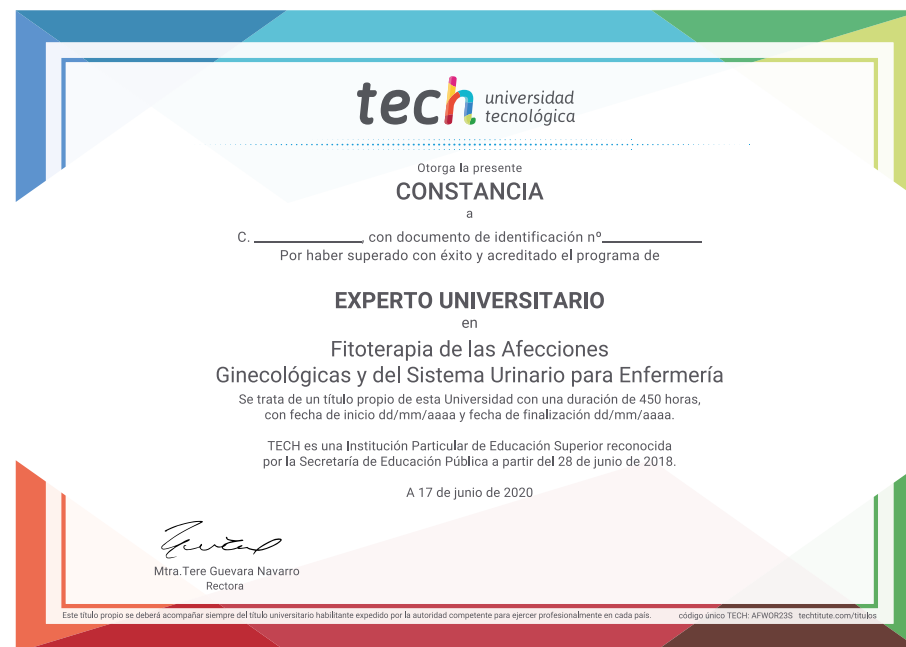 tech universidad
tecnológica
Otorga la presente
CONSTANCIA
a
C. ____________, con documento de identificación nº___________
Por haber superado con éxito y acreditado el programa de
EXPERTO UNIVERSITARIO
en
Fitoterapia de las Afecciones
Ginecológicas y del Sistema Urinario para Enfermería
Se trata de un título propio de esta Universidad con una duración de 450 horas,
con fecha de inicio dd/mm/aaaa y fecha de finalización dd/mm/aaaa.
TECH es una Institución Particular de Educación Superior reconocida
por la Secretaría de Educación Pública a partir del 28 de junio de 2018.
A 17 de junio de 2020
Mtra.Tere Guevara Navarro
Rectora
Este título propio se deberá acompañar siempre del título universitario habilitante expedido por la autoridad competente para ejercer profesionalmente en cada país. código único TECH: AFWOR23S techtitute.com/titulos